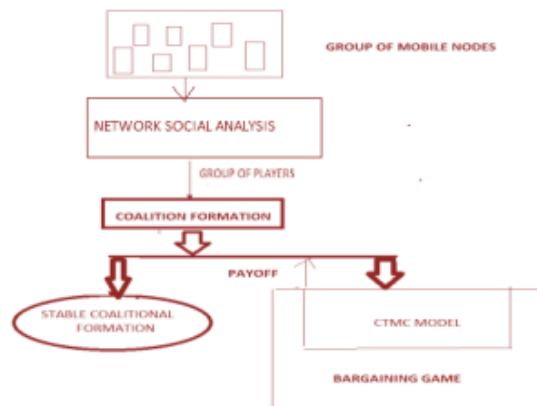 GROUP OF MOBILE NODES
NETWORK SOCIAL ANALYSIS
GROUP OF PLAYERS
COALITION FORMATION
PAYOFF
STABLE COALITIONAL
FORMATION
CTMC MODEL
BARGAINING GAME